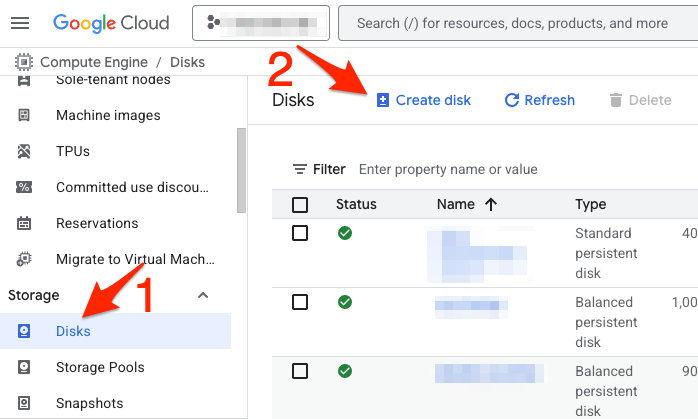 Google Cloud
Search (/) for resources, docs, products, and more
Compute Engine / Disks
Sole-tenant nodes
Machine images
TPUs
Committed use discou...
Reservations
Migrate to Virtual Mach...
Storage
Disks
Storage Pools
Snapshots
1
2
Disks
Create disk
Refresh
Delete
Filter Enter property name or value
Status Name Type
Standard 40
persistent
disk
Balanced 1,00
persistent
disk
Balanced 90
persistent
disk